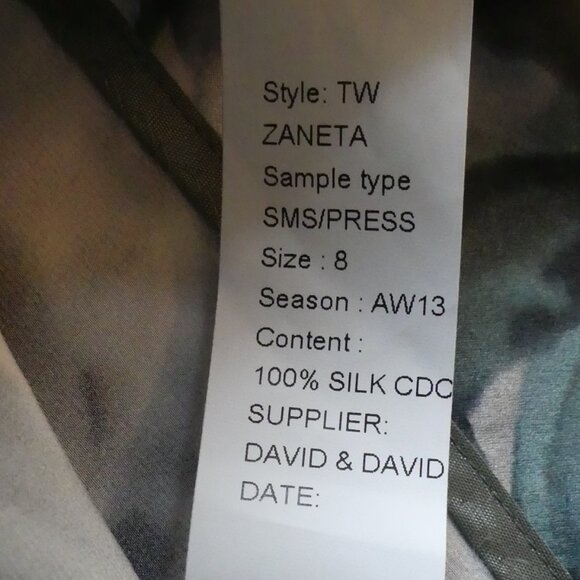 Style: TW
ZANETA
Sample type
SMS/PRESS
Size : 8
Season : AW13
Content :
100% SILK CDC
SUPPLIER:
DAVID & DAVID
DATE: